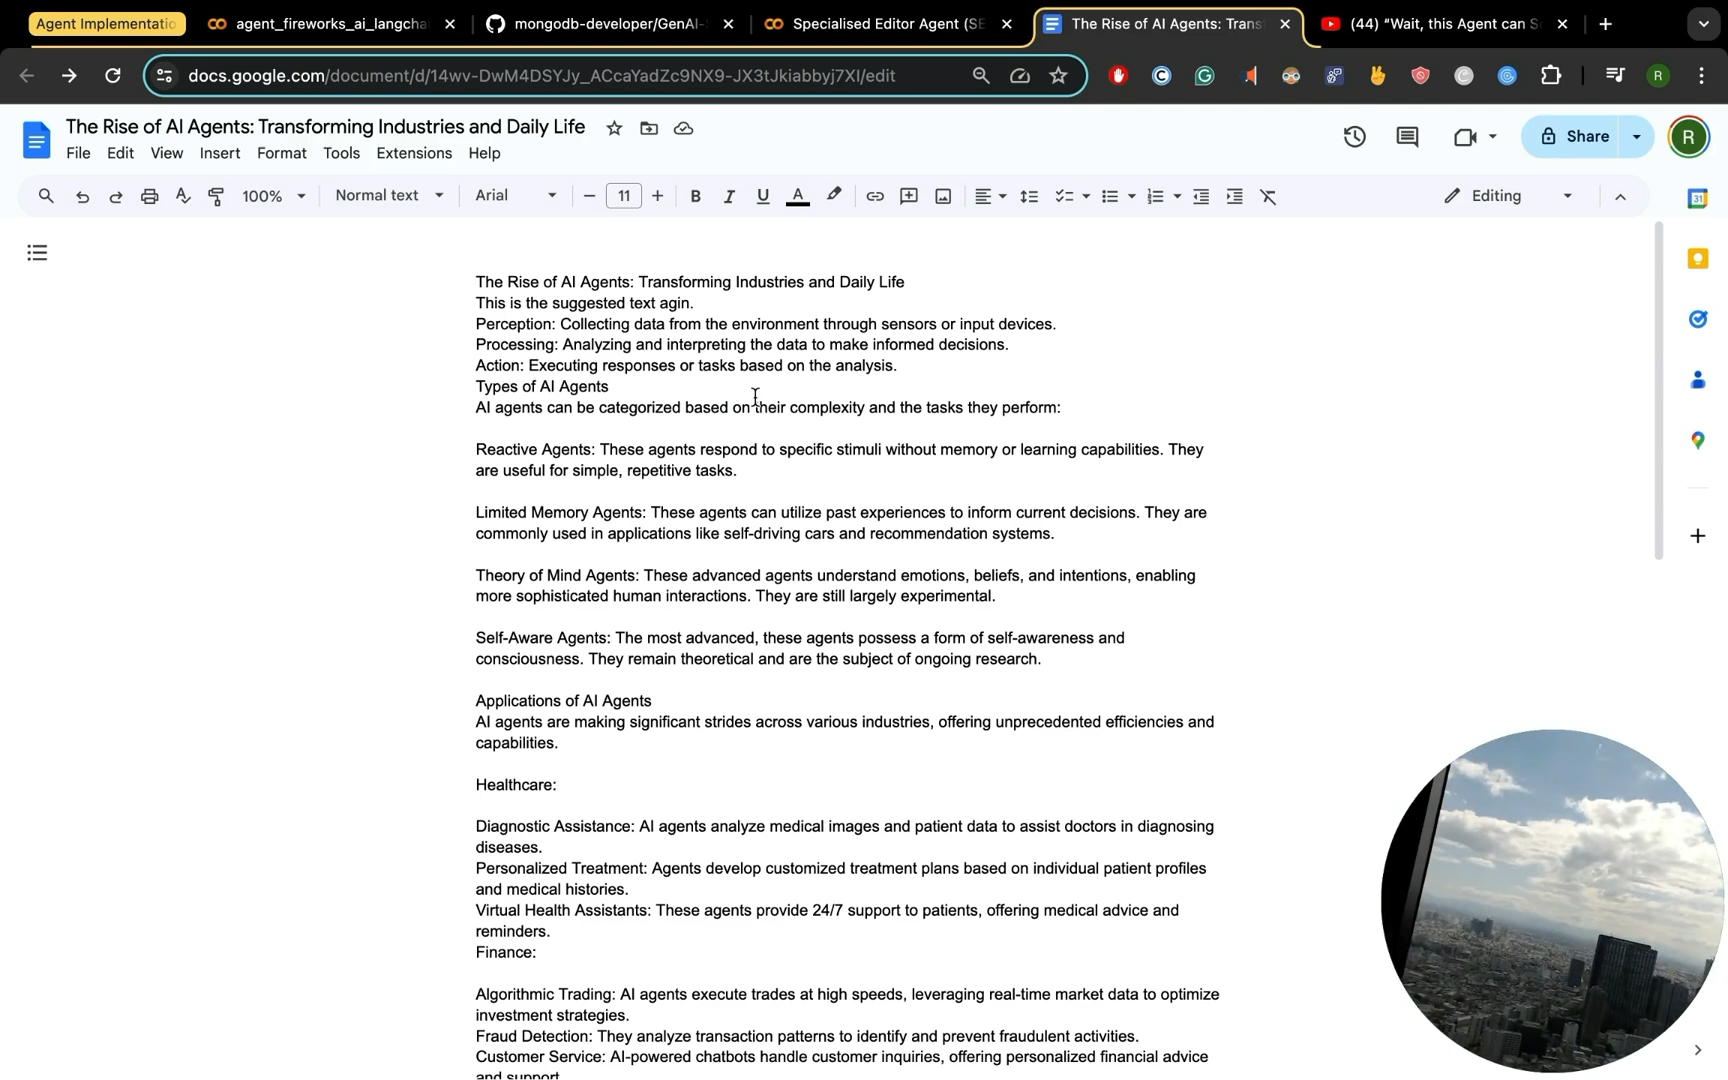 Agent Implementatio
agent_fireworks_ai_langcha
mongodb-developer/GenAI-
Specialised Editor Agent (SE
The Rise of AI Agents: Trans
(44) "Wait, this Agent can S
docs.google.com/document/d/14wv-DwM4DSYJy_ACcaYadZc9NX9-JX3tJkiabbyj7XI/edit
R
The Rise of AI Agents: Transforming Industries and Daily Life
File Edit View Insert Format Tools Extensions Help
Share
R
100%
Normal text
Arial
11
B I U A
Editing
31
The Rise of AI Agents: Transforming Industries and Daily Life
This is the suggested text agin.
Perception: Collecting data from the environment through sensors or input devices.
Processing: Analyzing and interpreting the data to make informed decisions.
Action: Executing responses or tasks based on the analysis.
Types of AI Agents
AI agents can be categorized based on their complexity and the tasks they perform:
Reactive Agents: These agents respond to specific stimuli without memory or learning capabilities. They
are useful for simple, repetitive tasks.
Limited Memory Agents: These agents can utilize past experiences to inform current decisions. They are
commonly used in applications like self-driving cars and recommendation systems.
Theory of Mind Agents: These advanced agents understand emotions, beliefs, and intentions, enabling
more sophisticated human interactions. They are still largely experimental.
Self-Aware Agents: The most advanced, these agents possess a form of self-awareness and
consciousness. They remain theoretical and are the subject of ongoing research.
Applications of AI Agents
AI agents are making significant strides across various industries, offering unprecedented efficiencies and
capabilities.
Healthcare:
Diagnostic Assistance: AI agents analyze medical images and patient data to assist doctors in diagnosing
diseases.
Personalized Treatment: Agents develop customized treatment plans based on individual patient profiles
and medical histories.
Virtual Health Assistants: These agents provide 24/7 support to patients, offering medical advice and
reminders.
Finance:
Algorithmic Trading: AI agents execute trades at high speeds, leveraging real-time market data to optimize
investment strategies.
Fraud Detection: They analyze transaction patterns to identify and prevent fraudulent activities.
Customer Service: AI-powered chatbots handle customer inquiries, offering personalized financial advice
and support.